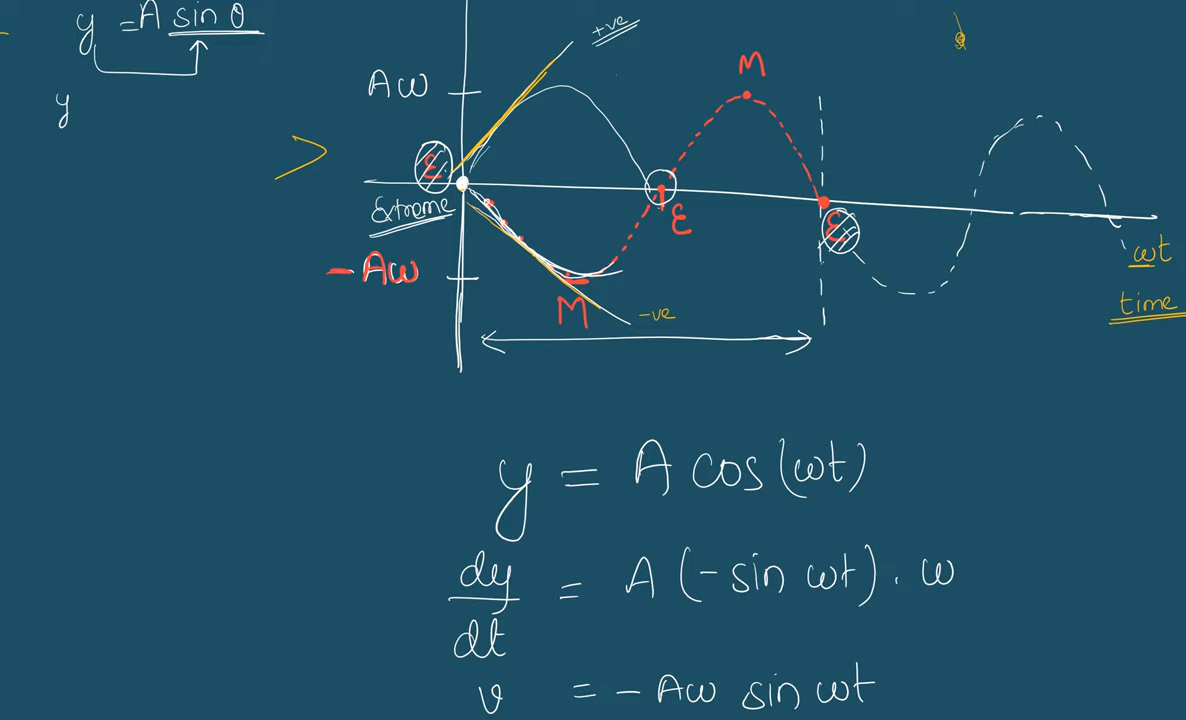 y = A sin θ
y
+ve
M
Aω
ε
Extreme
ε
ε
-Aω
M
-ve
ωt
time
y = A cos(ωt)
dy/dt = A (- sin ωt) . ω
v = - Aω sin ωt